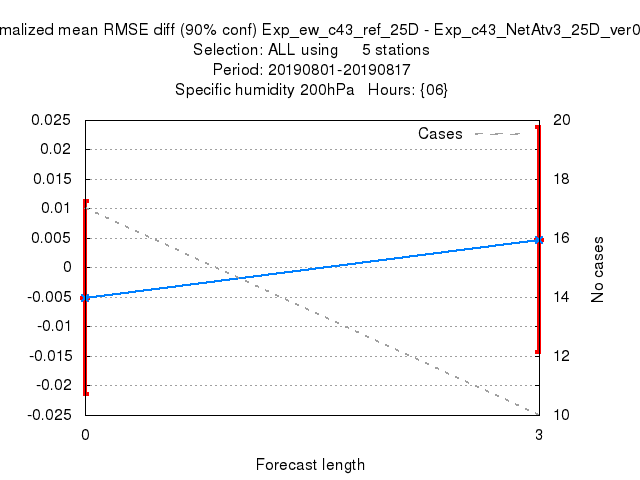 malized mean RMSE diff (90% conf) Exp_ew_c43_ref_25D - Exp_c43_NetAtv3_25D_ver0
Selection: ALL using 5 stations
Period: 20190801-20190817
Specific humidity 200hPa Hours: {06}
Cases
0.025
0.02
0.015
0.01
0.005
0
-0.005
-0.01
-0.015
-0.02
-0.025
20
18
16
14
12
10
No cases
0
3
Forecast length